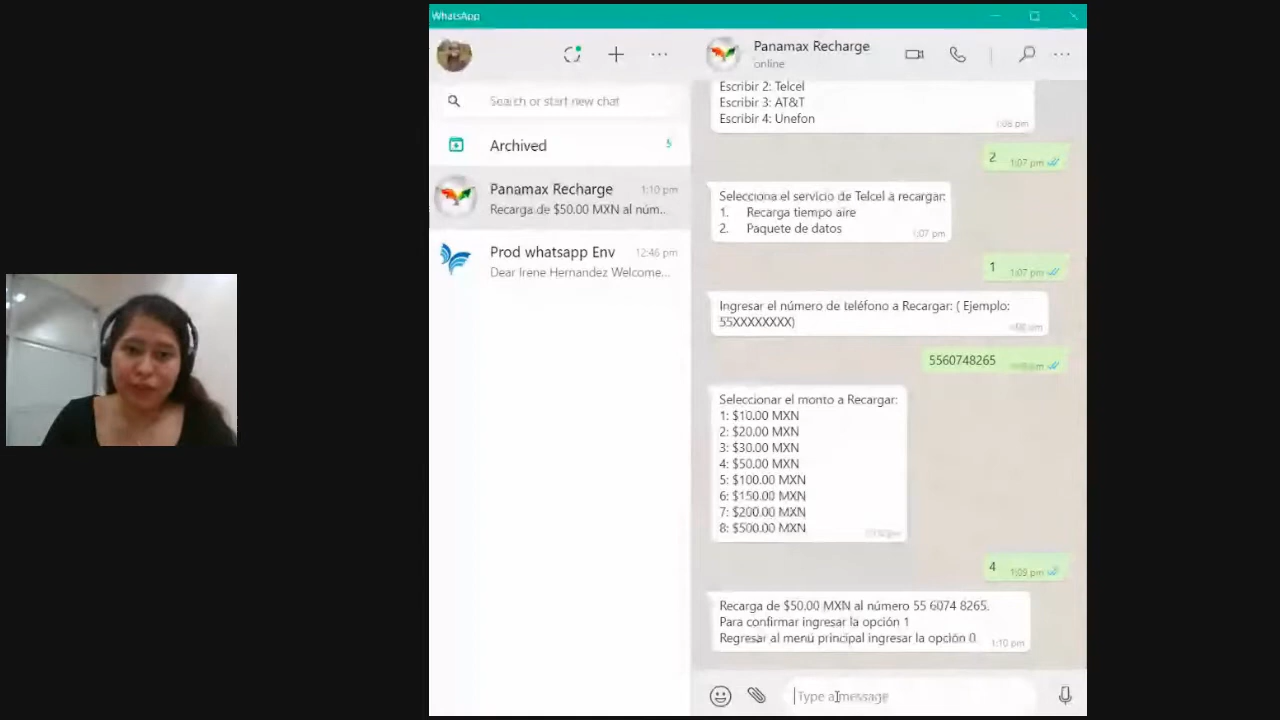 WhatsApp
Search or start new chat
Archived
5
Panamax Recharge
1:10 pm
Recarga de $50.00 MXN al núm...
Prod whatsapp Env
12:46 pm
Dear Irene Hernandez Welcome...
Panamax Recharge
online
Escribir 2: Telcel
Escribir 3: AT&T
Escribir 4: Unefon
1:06 pm
2
1:07 pm
Selecciona el servicio de Telcel a recargar:
1. Recarga tiempo aire
2. Paquete de datos
1:07 pm
1
1:07 pm
Ingresar el número de teléfono a Recargar: ( Ejemplo:
55XXXXXXXX)
5560748265
Seleccionar el monto a Recargar:
1: $10.00 MXN
2: $20.00 MXN
3: $30.00 MXN
4: $50.00 MXN
5: $100.00 MXN
6: $150.00 MXN
7: $200.00 MXN
8: $500.00 MXN
4
1:09 pm
Recarga de $50.00 MXN al número 55 6074 8265.
Para confirmar ingresar la opción 1
Regresar al menú principal ingresar la opción 0
1:10 pm
Type a message